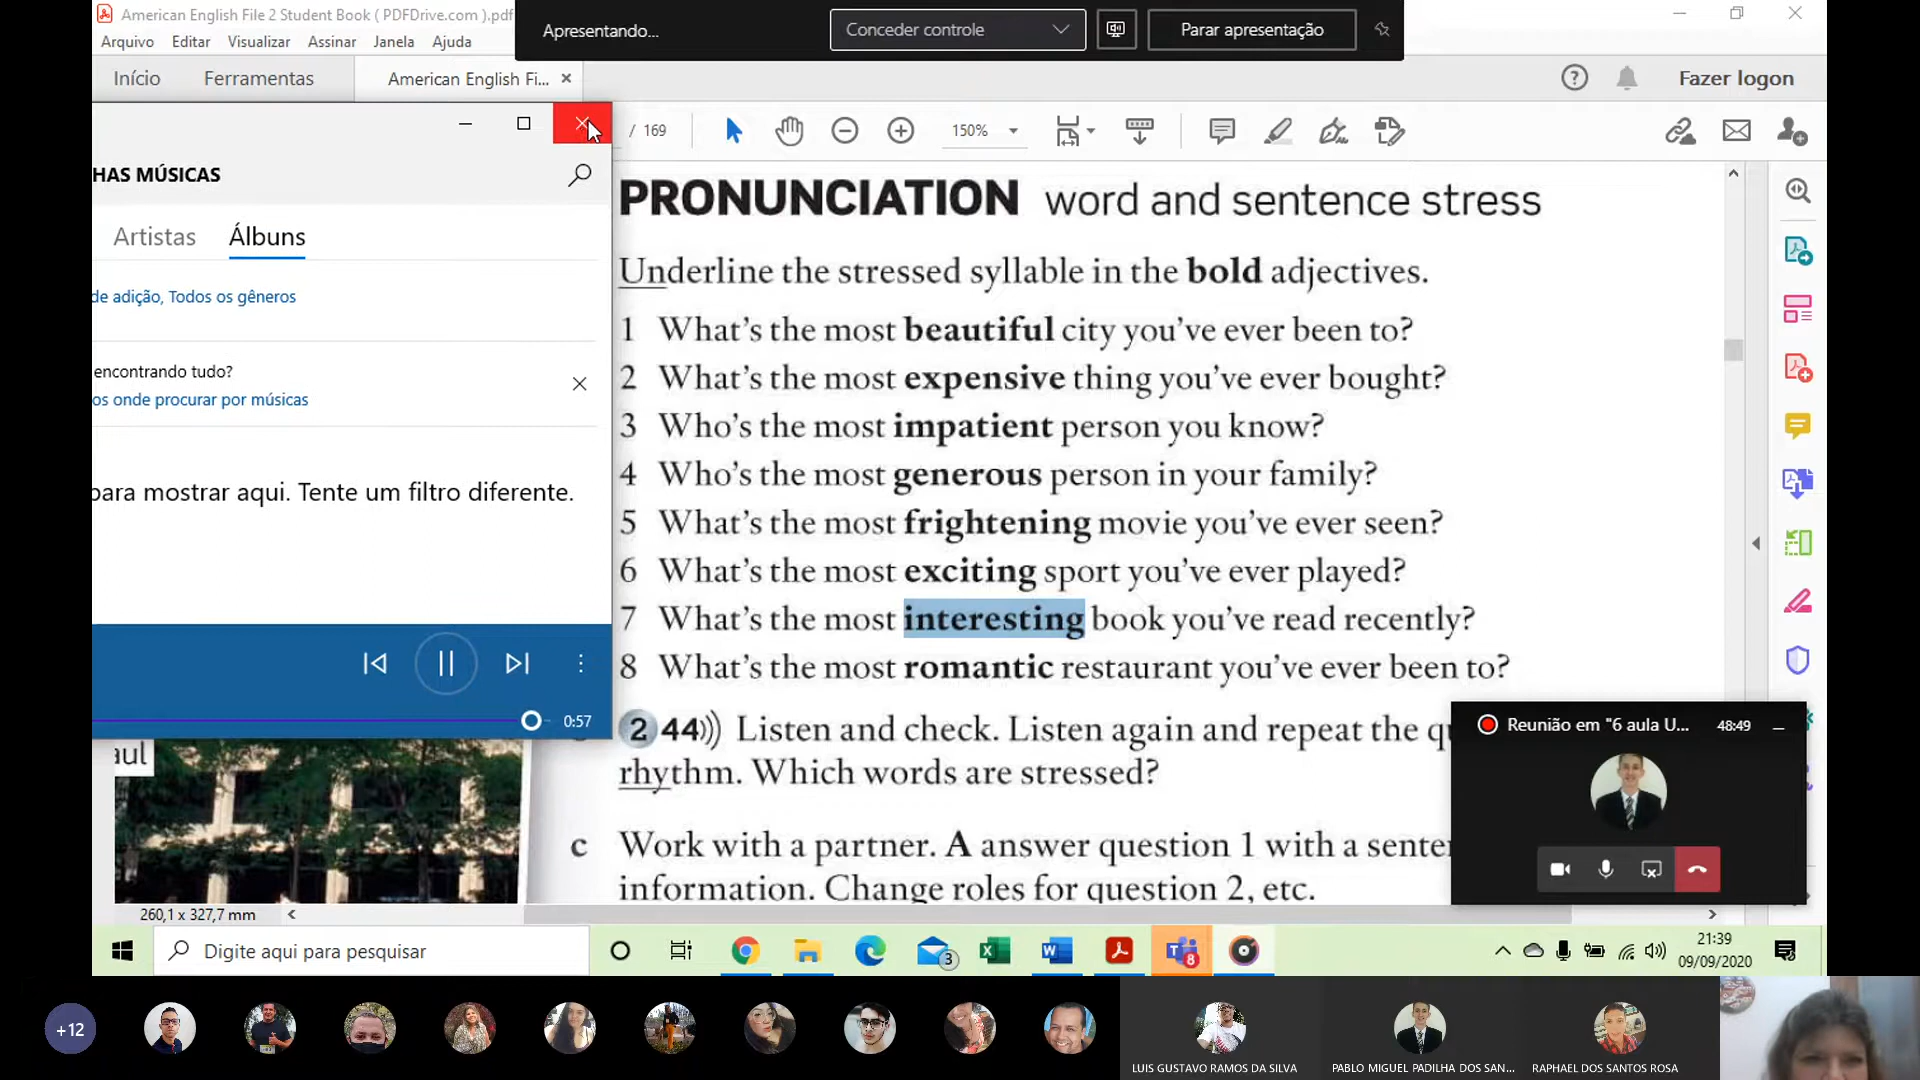 American English File 2 Student Book ( PDFDrive.com ).pdf
Arquivo Editar Visualizar Assinar Janela Ajuda
Apresentando...
Conceder controle
Parar apresentação
Início Ferramentas American English Fi...
Fazer logon
/ 169
150%
HAS MÚSICAS
Artistas Álbuns
de adição, Todos os gêneros
encontrando tudo?
os onde procurar por músicas
para mostrar aqui. Tente um filtro diferente.
0:57
aul
PRONUNCIATION word and sentence stress
Underline the stressed syllable in the bold adjectives.
1 What's the most beautiful city you've ever been to?
2 What's the most expensive thing you've ever bought?
3 Who's the most impatient person you know?
4 Who's the most generous person in your family?
5 What's the most frightening movie you've ever seen?
6 What's the most exciting sport you've ever played?
7 What's the most interesting book you've read recently?
8 What's the most romantic restaurant you've ever been to?
2 44)) Listen and check. Listen again and repeat the qu
rhythm. Which words are stressed?
c Work with a partner. A answer question 1 with a senten
information. Change roles for question 2, etc.
Reunião em "6 aula U... 48:49
260,1 x 327,7 mm
Digite aqui para pesquisar
3
8
21:39
09/09/2020
+12
LUIS GUSTAVO RAMOS DA SILVA
PABLO MIGUEL PADILHA DOS SAN...
RAPHAEL DOS SANTOS ROSA